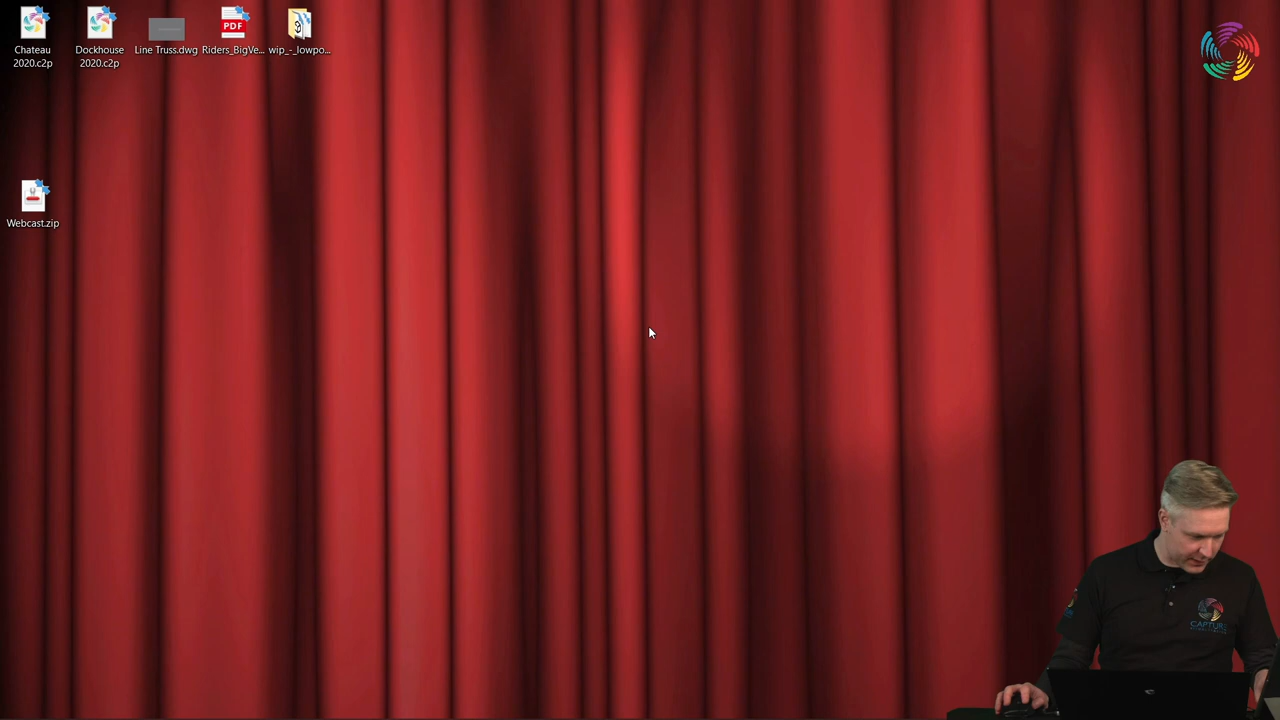 Chateau
2020.c2p
Dockhouse
2020.c2p
Line Truss.dwg
PDF
Riders_BigVe...
wip_-_lowpo...
Webcast.zip
CAPTURE